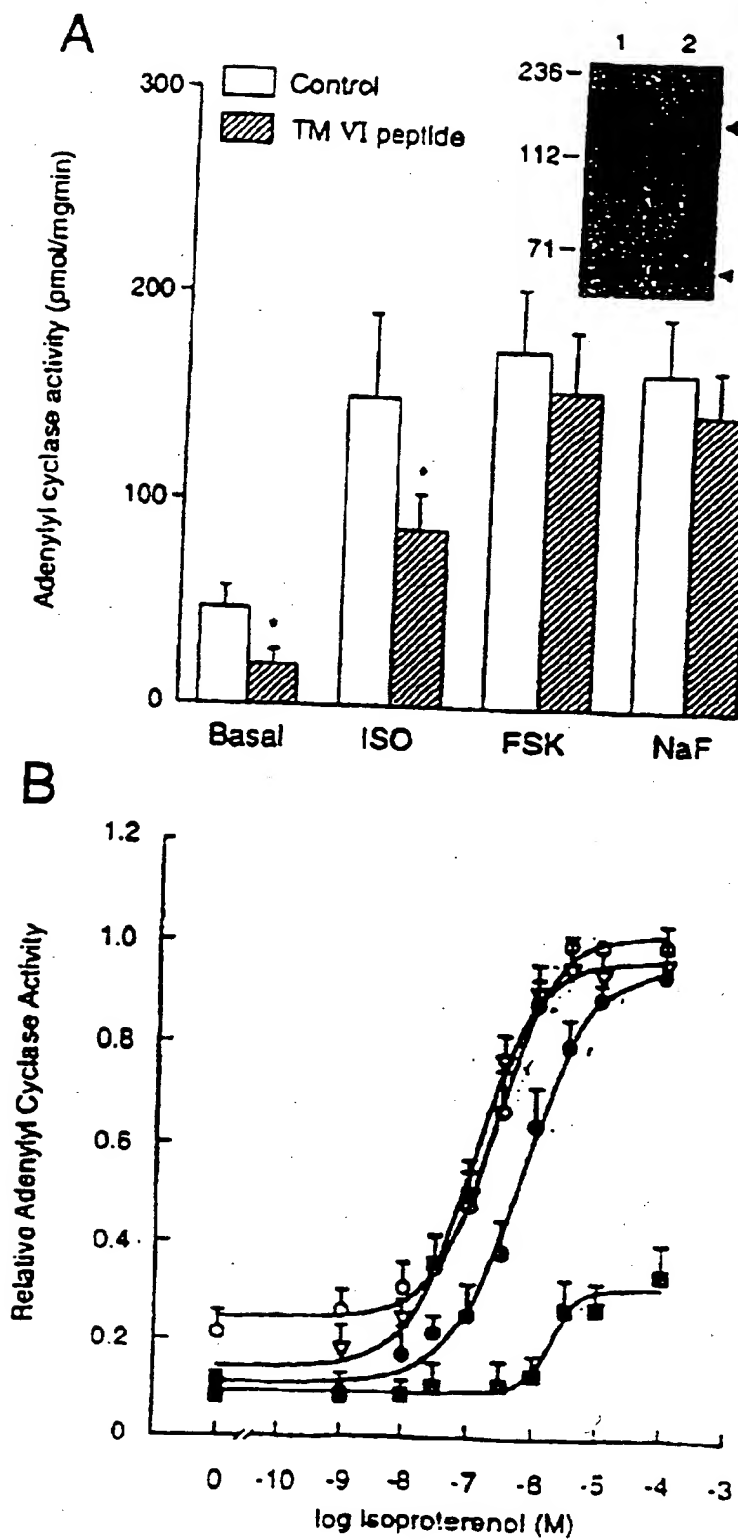 A
1 2
236–
112–
71–
Control
TM VI peptide
Adenylyl cyclase activity (pmol/mgmin)
300
200
100
0
Basal ISO FSK NaF
B
Relative Adenylyl Cyclase Activity
1.2
1.0
0.8
0.6
0.4
0.2
0
0 -10 -9 -8 -7 -8 -5 -4 -3
log Isoproterenol (M)